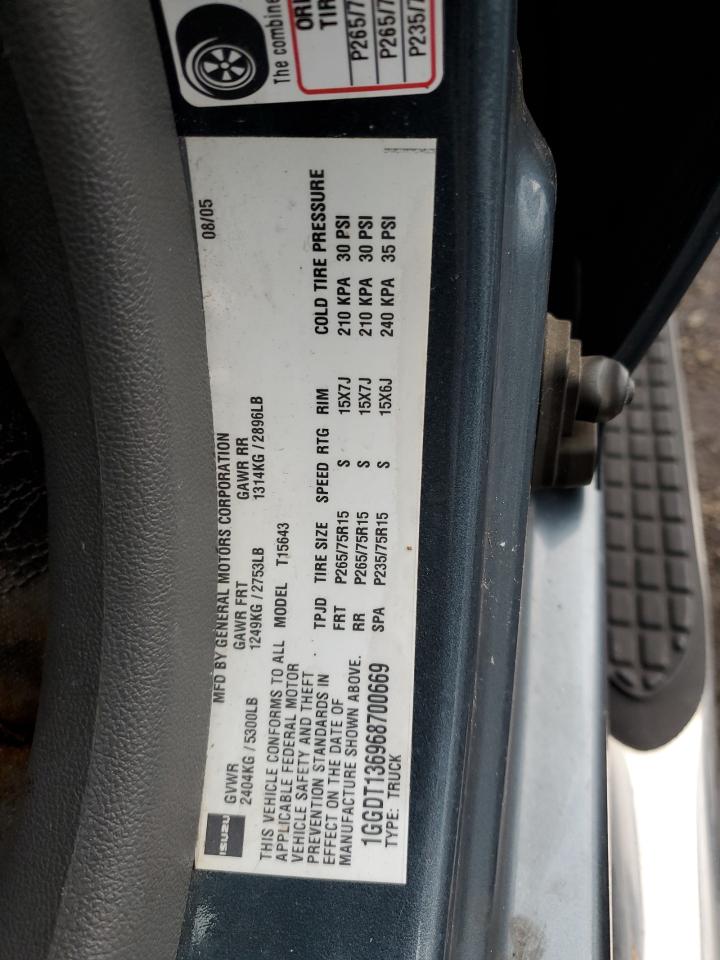 MFD BY GENERAL MOTORS CORPORATION 08/05
GVWR GAWR FRT GAWR RR
2404KG / 5300LB 1249KG / 2753LB 1314KG / 2896LB
ISUZU
THIS VEHICLE CONFORMS TO ALL
APPLICABLE FEDERAL MOTOR
VEHICLE SAFETY AND THEFT
PREVENTION STANDARDS IN
EFFECT ON THE DATE OF
MANUFACTURE SHOWN ABOVE.
1GGDT136968700669
TYPE: TRUCK
MODEL T15643
TPJD TIRE SIZE SPEED RTG RIM COLD TIRE PRESSURE
FRT P265/75R15 S 15X7J 210 KPA 30 PSI
RR P265/75R15 S 15X7J 210 KPA 30 PSI
SPA P235/75R15 S 15X6J 240 KPA 35 PSI
The combine
ORI
TIR
P265/7
P265/7
P235/7